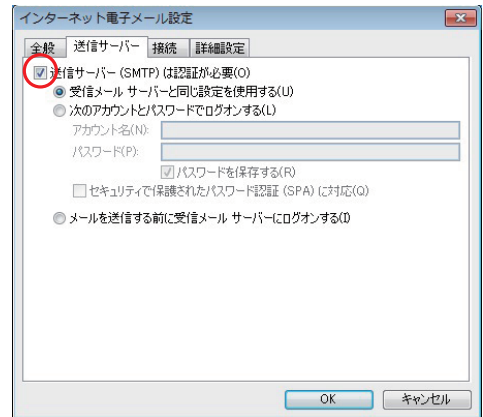 インターネット電子メール設定
全般 送信サーバー 接続 詳細設定
送信サーバー (SMTP) は認証が必要(O)
受信メール サーバーと同じ設定を使用する(U)
次のアカウントとパスワードでログオンする(L)
アカウント名(N):
パスワード(P):
パスワードを保存する(R)
セキュリティで保護されたパスワード認証 (SPA) に対応(Q)
メールを送信する前に受信メール サーバーにログオンする(I)
OK キャンセル